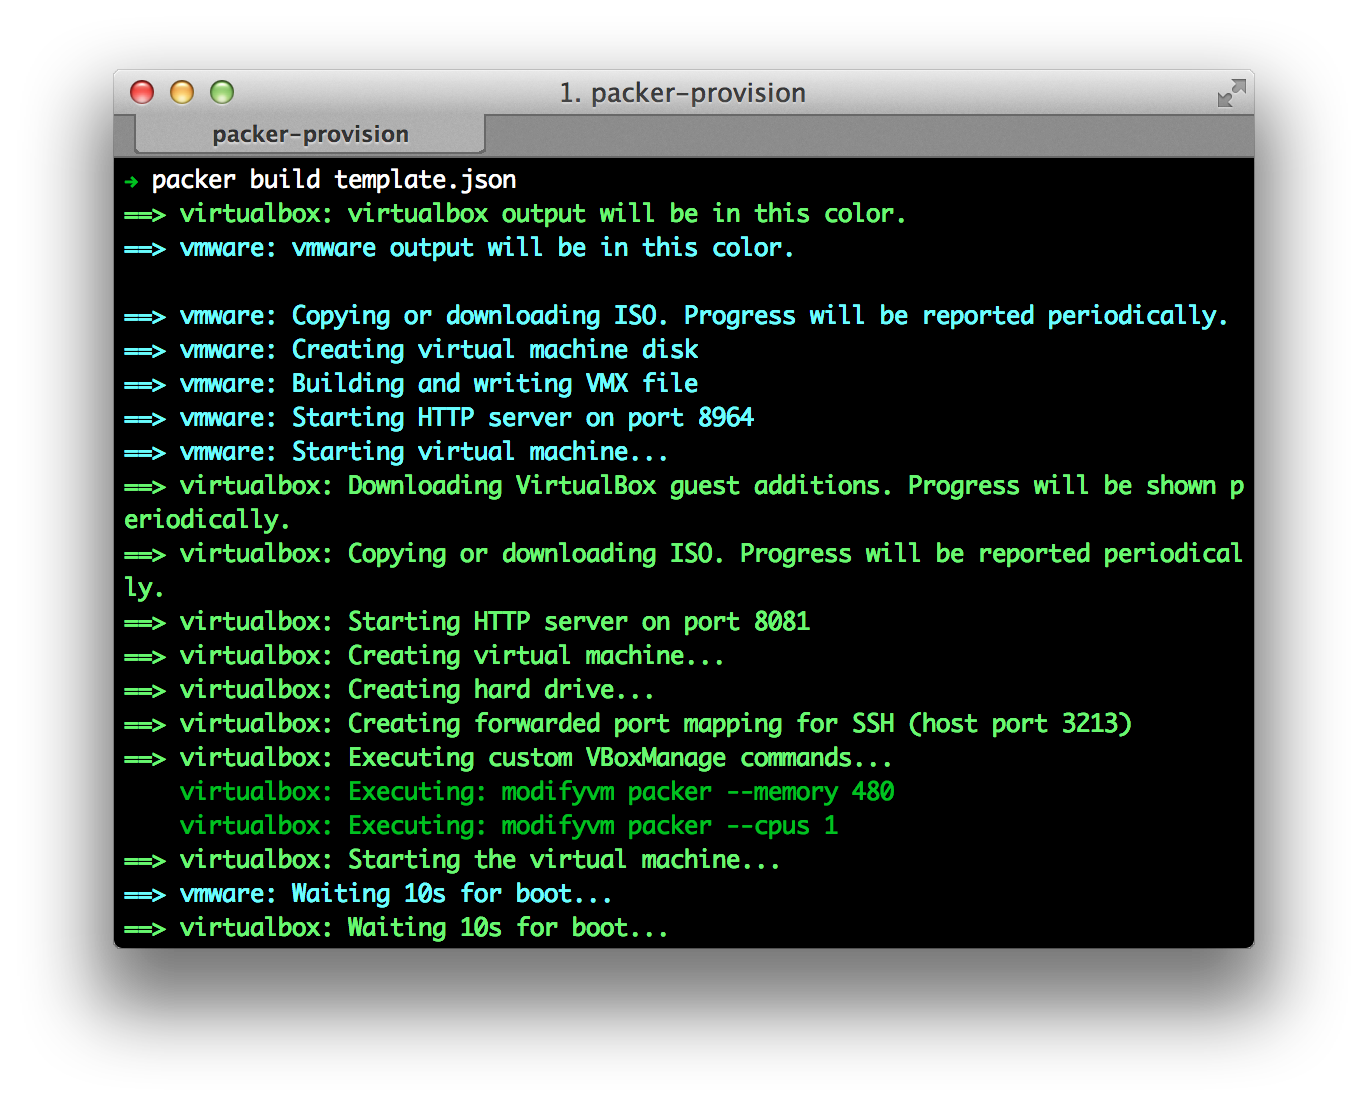 1. packer-provision
packer-provision
→ packer build template.json
==> virtualbox: virtualbox output will be in this color.
==> vmware: vmware output will be in this color.
==> vmware: Copying or downloading ISO. Progress will be reported periodically.
==> vmware: Creating virtual machine disk
==> vmware: Building and writing VMX file
==> vmware: Starting HTTP server on port 8964
==> vmware: Starting virtual machine...
==> virtualbox: Downloading VirtualBox guest additions. Progress will be shown p
eriodically.
==> virtualbox: Copying or downloading ISO. Progress will be reported periodical
ly.
==> virtualbox: Starting HTTP server on port 8081
==> virtualbox: Creating virtual machine...
==> virtualbox: Creating hard drive...
==> virtualbox: Creating forwarded port mapping for SSH (host port 3213)
==> virtualbox: Executing custom VBoxManage commands...
    virtualbox: Executing: modifyvm packer --memory 480
    virtualbox: Executing: modifyvm packer --cpus 1
==> virtualbox: Starting the virtual machine...
==> vmware: Waiting 10s for boot...
==> virtualbox: Waiting 10s for boot...